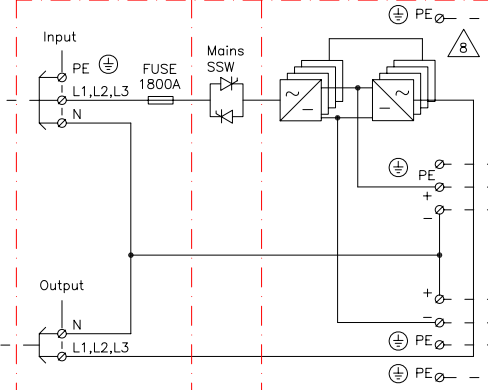 PE
8
Input
Mains
SSW
PE
FUSE
1800A
L1,L2,L3
N
~
–
–
~
PE
+
–
Output
+
–
N
PE
L1,L2,L3
PE